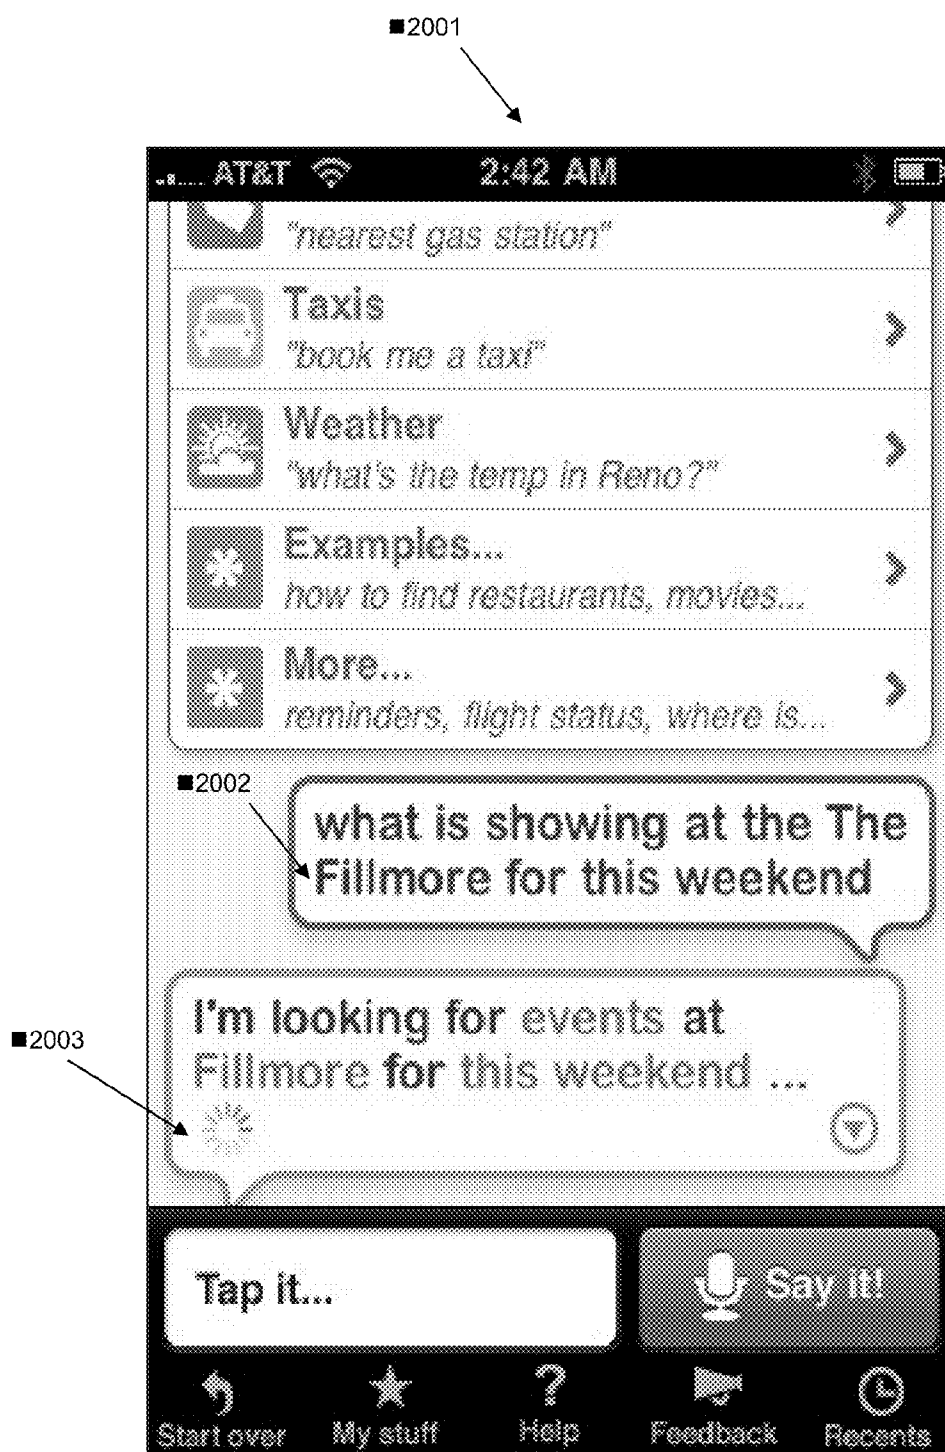 ■2001
AT&T 2:42 AM
"nearest gas station"
Taxis
"book me a taxi"
Weather
"what's the temp in Reno?"
Examples...
how to find restaurants, movies...
More...
reminders, flight status, where is...
■2002
what is showing at the The
Fillmore for this weekend
■2003
I'm looking for events at
Fillmore for this weekend ...
Tap it...
Say it!
Start over My stuff Help Feedback Recents